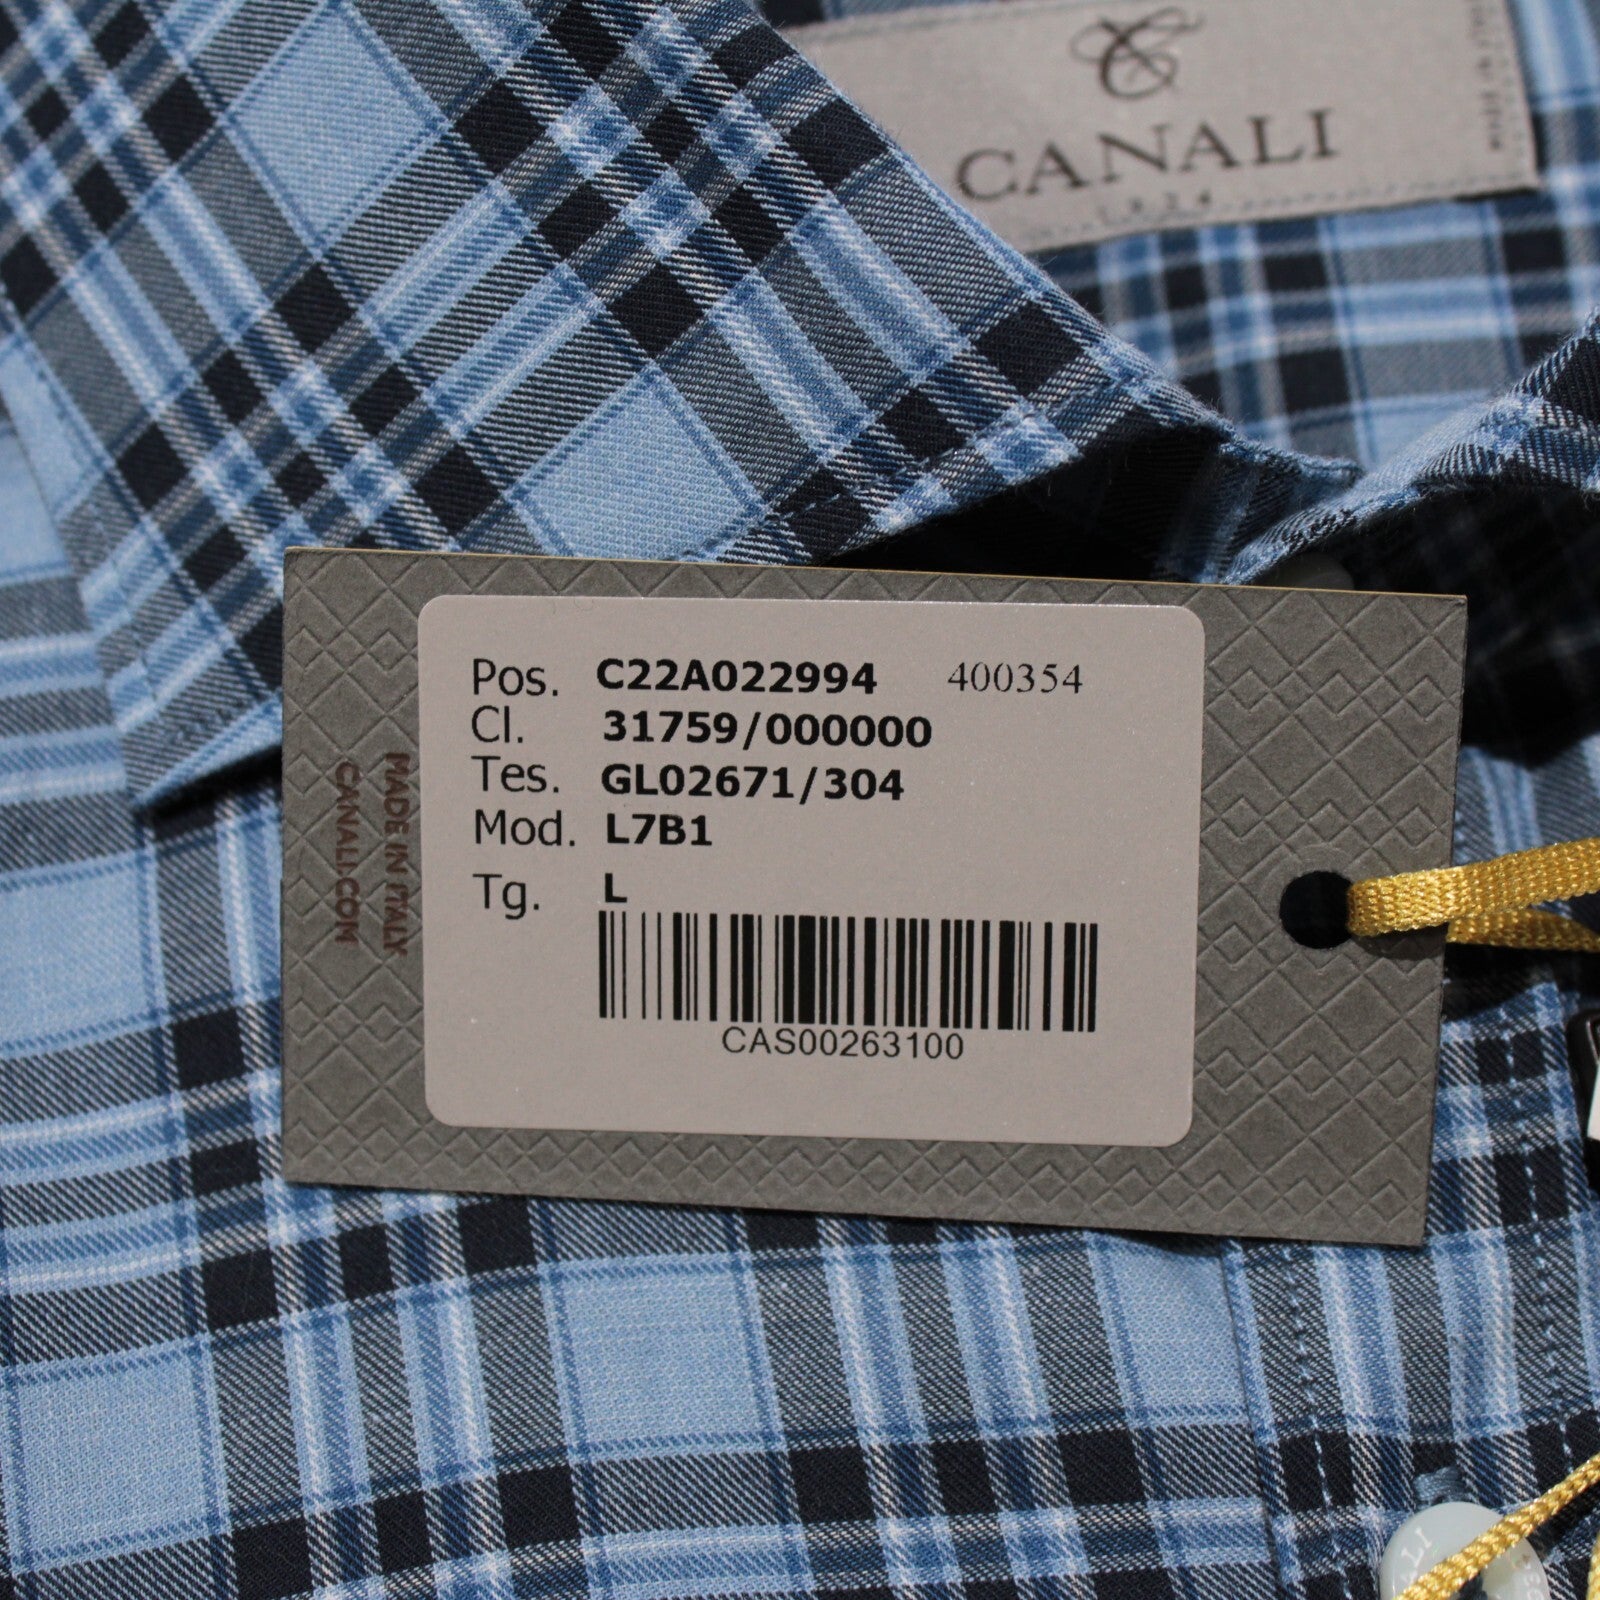 CANALI
1934
Pos. C22A022994 400354
Cl. 31759/000000
Tes. GL02671/304
Mod. L7B1
Tg. L
CAS00263100
MADE IN ITALY
CANALI.COM